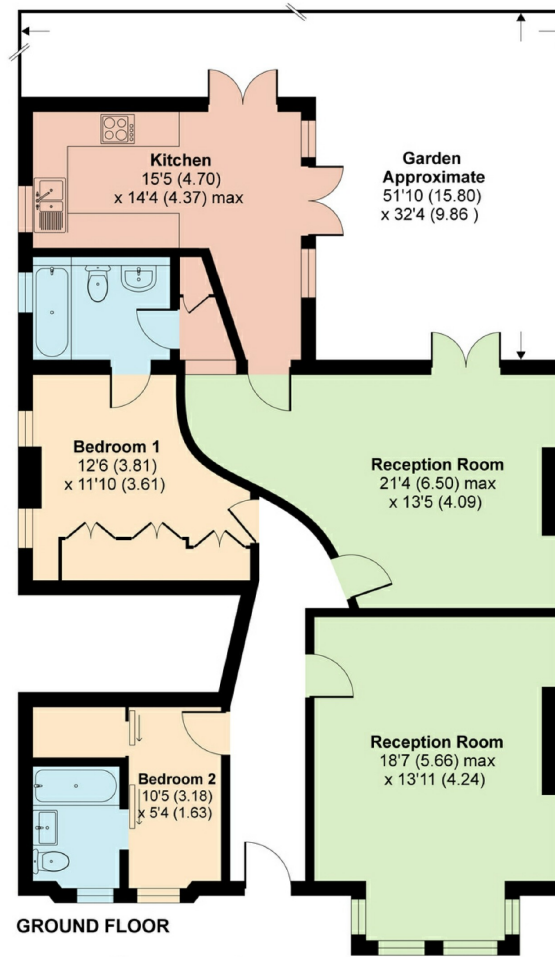 Kitchen
15'5 (4.70)
x 14'4 (4.37) max
Garden
Approximate
51'10 (15.80)
x 32'4 (9.86 )
Bedroom 1
12'6 (3.81)
x 11'10 (3.61)
Reception Room
21'4 (6.50) max
x 13'5 (4.09)
Reception Room
18'7 (5.66) max
x 13'11 (4.24)
Bedroom 2
10'5 (3.18)
x 5'4 (1.63)
GROUND FLOOR